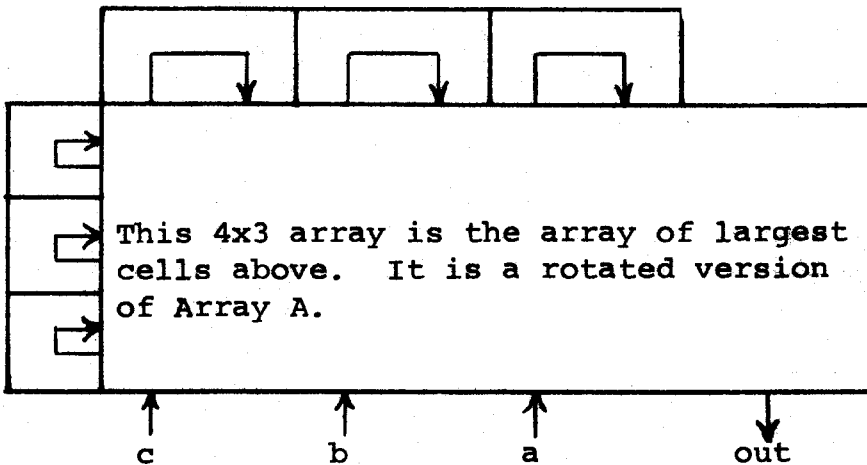 This 4x3 array is the array of largest
cells above. It is a rotated version
of Array A.
c b a out